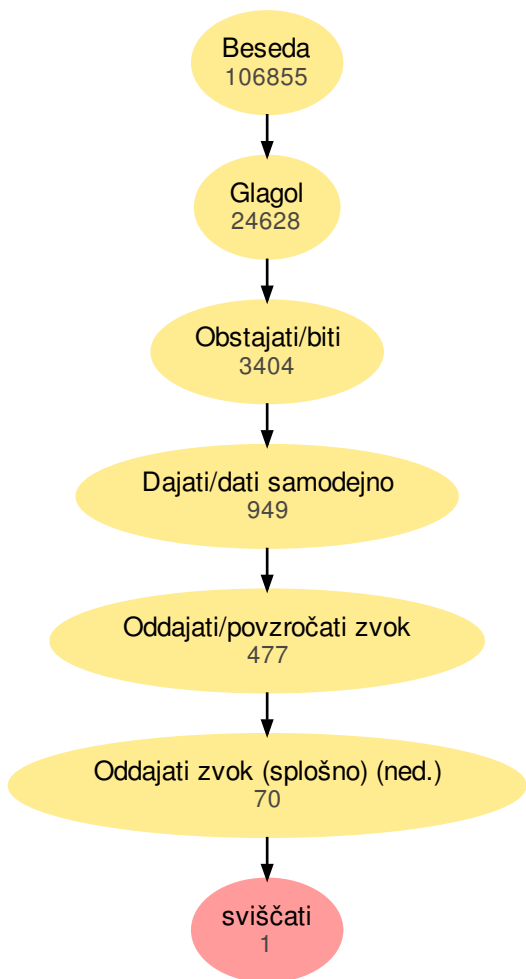 Beseda
106855
Glagol
24628
Obstajati/biti
3404
Dajati/dati samodejno
949
Oddajati/povzročati zvok
477
Oddajati zvok (splošno) (ned.)
70
sviščati
1